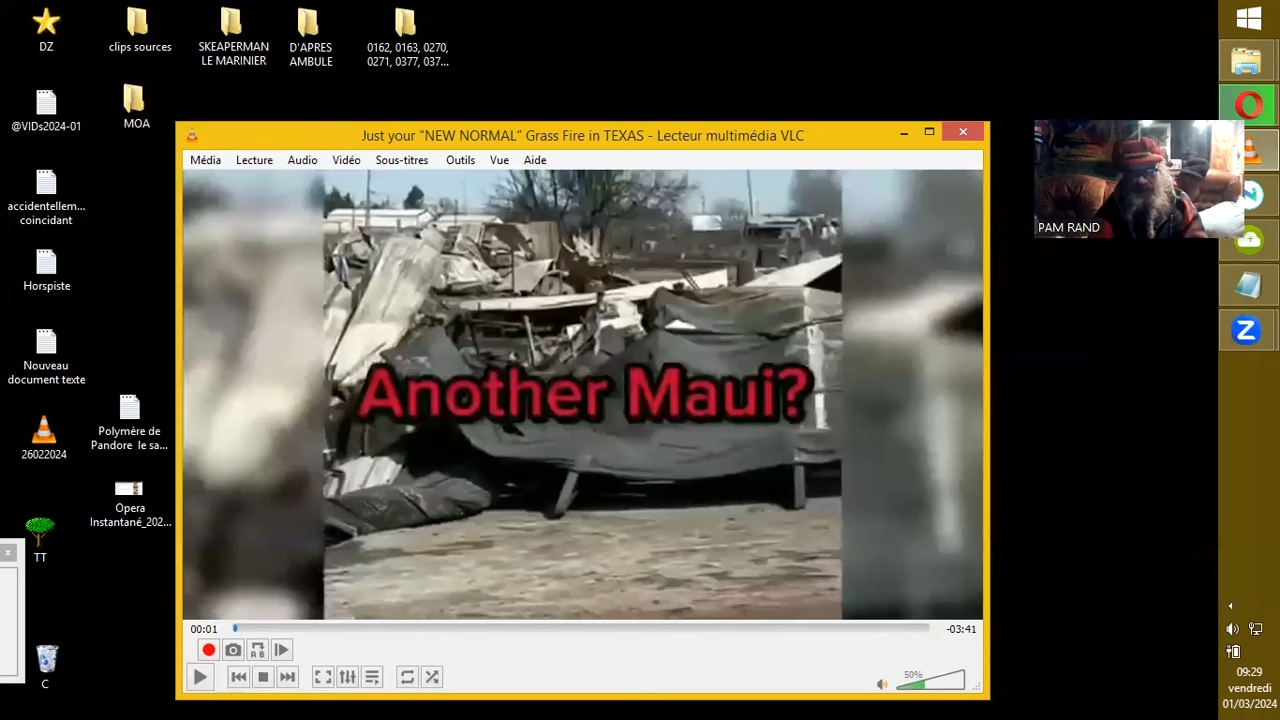 DZ
clips sources
SKEAPERMAN
LE MARINIER
D'APRES
AMBULE
0162, 0163, 0270,
0271, 0377, 037...
@VIDs2024-01
MOA
accidentellem...
coincidant
Horspiste
Nouveau
document texte
Polymère de
Pandore le sa...
26022024
Opera
Instantané_202...
TT
x
C
Just your "NEW NORMAL" Grass Fire in TEXAS - Lecteur multimédia VLC
Média Lecture Audio Vidéo Sous-titres Outils Vue Aide
Another Maui?
00:01
-03:41
A B
50%
PAM RAND
Z
09:29
vendredi
01/03/2024